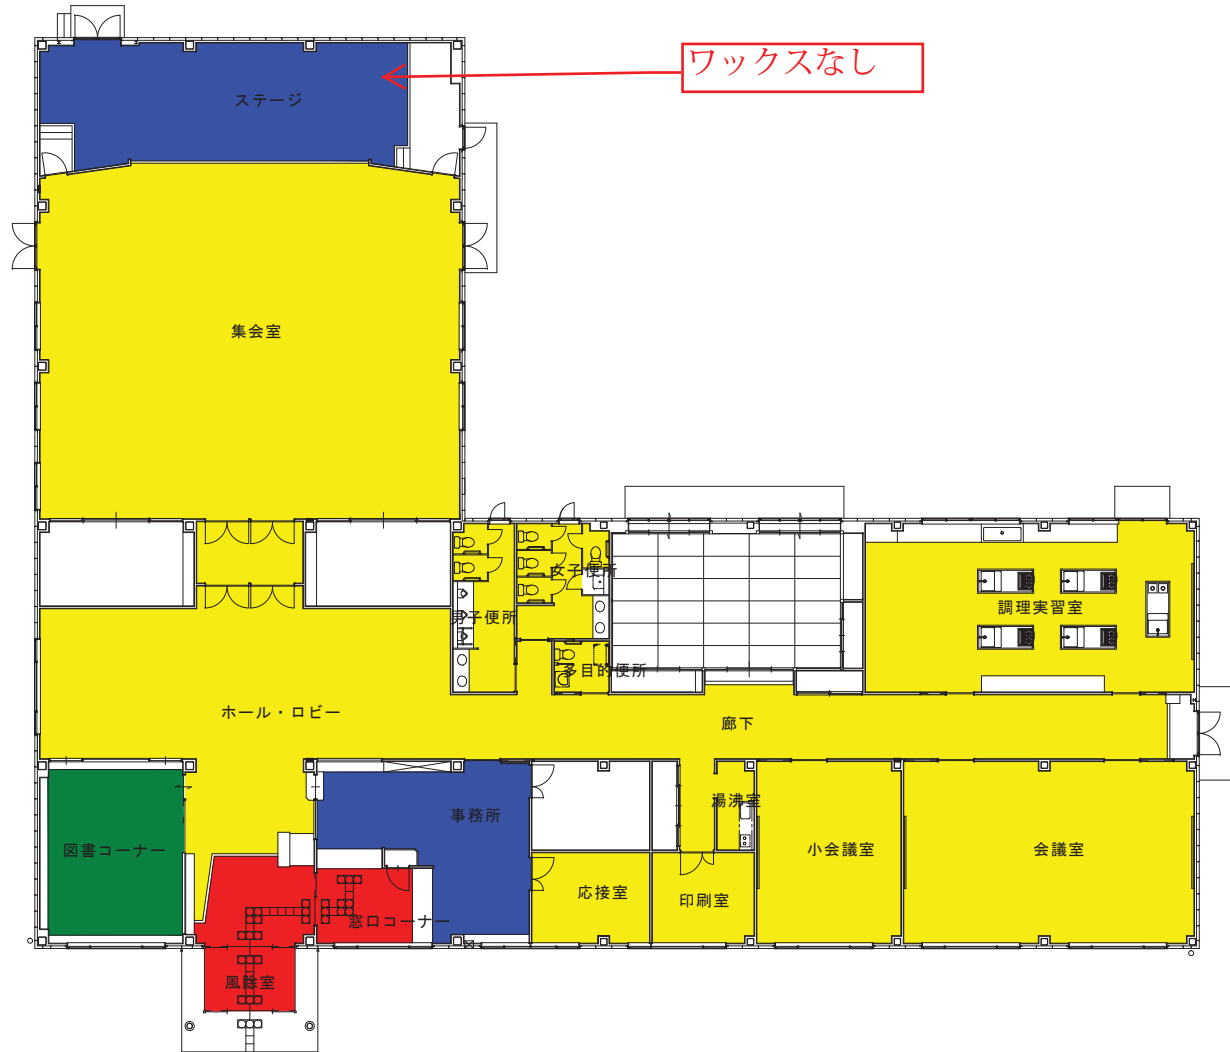 ワックスなし
ステージ
集会室
女子便所
調理実習室
男子便所
多目的便所
ホール・ロビー
廊下
湯沸室
事務所
図書コーナー
小会議室
会議室
応接室
印刷室
窓口コーナー
風除室